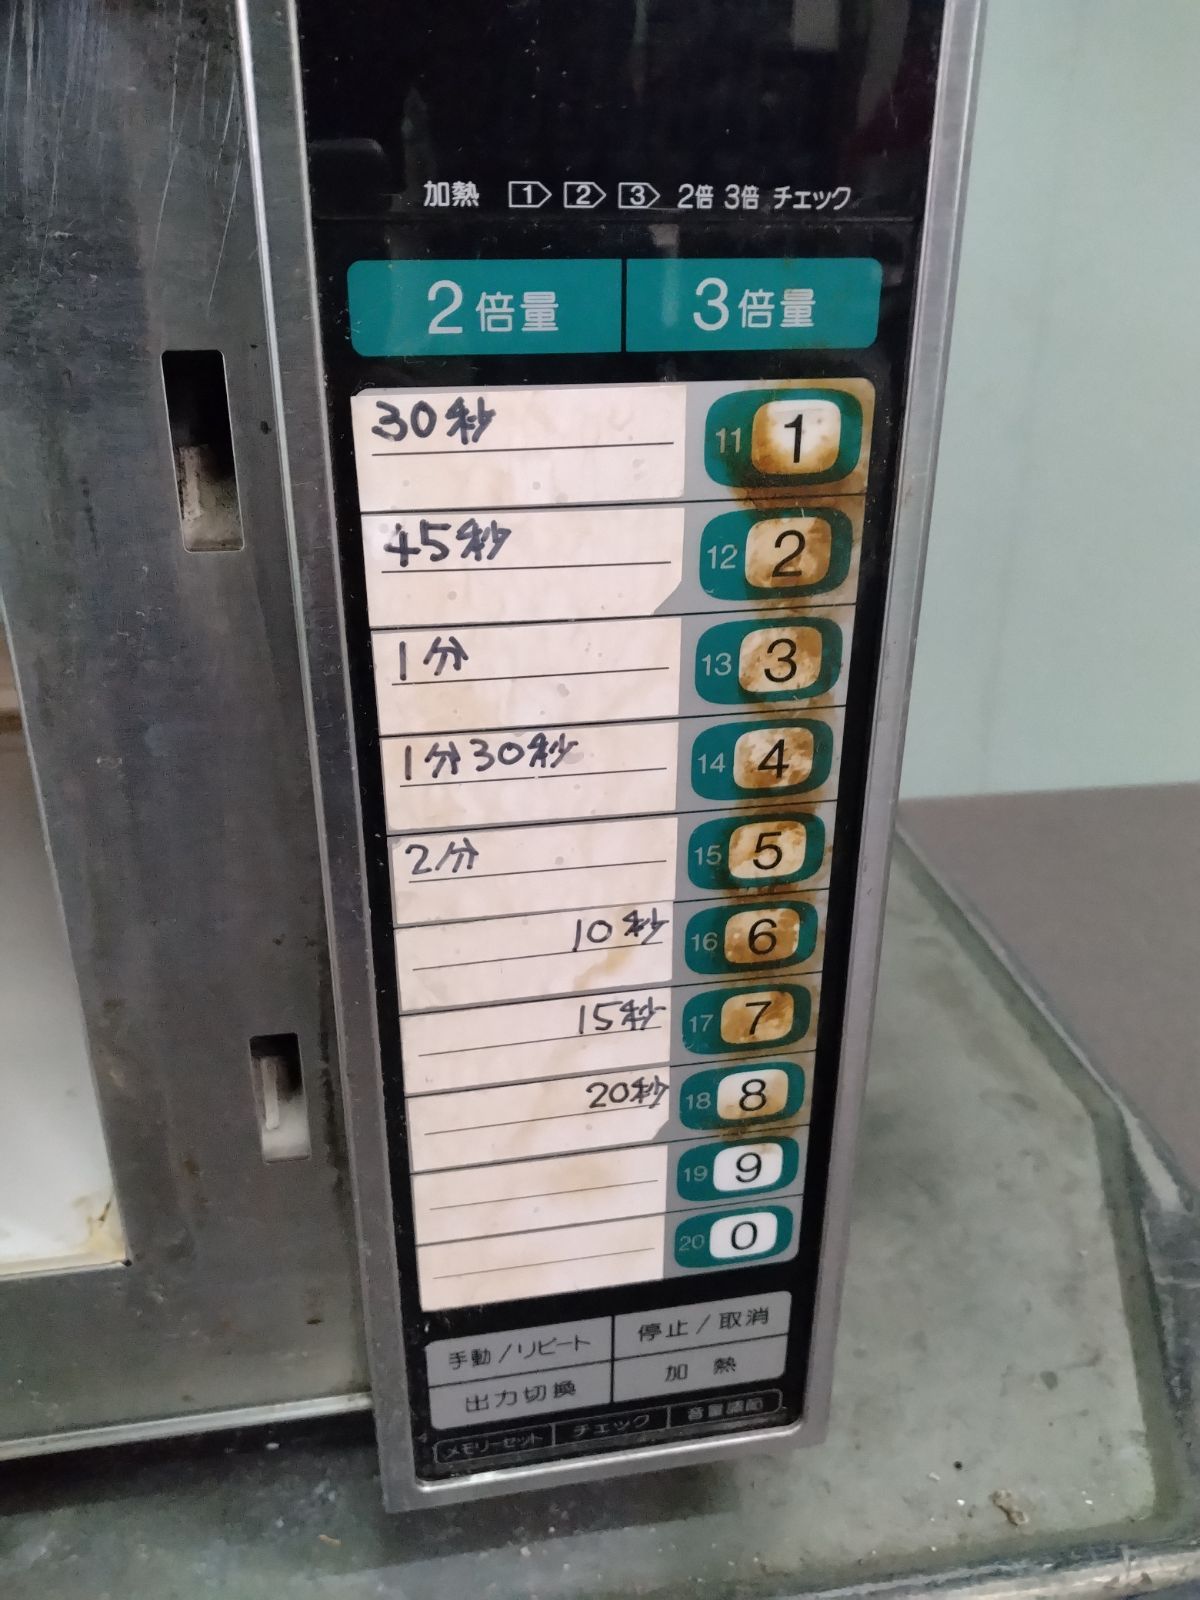 加熱 1 2 3 2倍 3倍 チェック
2倍量 3倍量
30秒 11 1
45秒 12 2
1分 13 3
1分30秒 14 4
2分 15 5
10秒 16 6
15秒 17 7
20秒 18 8
19 9
20 0
手動/リピート 停止/取消
出力切換 加熱
メモリーセット チェック 音量調節